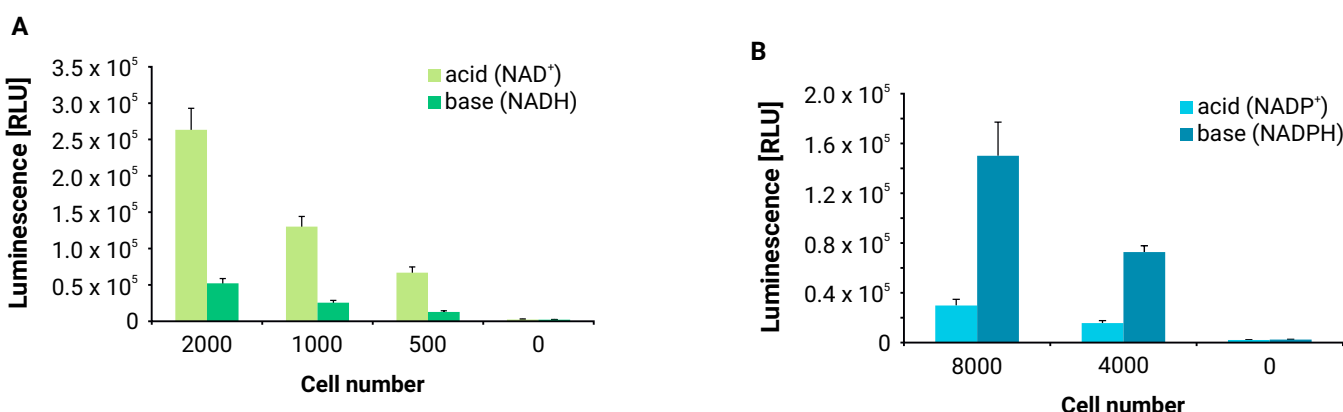 A
Luminescence [RLU]
3.5 x 10⁵
3.0 x 10⁵
2.5 x 10⁵
2.0 x 10⁵
1.5 x 10⁵
1.0 x 10⁵
0.5 x 10⁵
0
acid (NAD⁺)
base (NADH)
2000 1000 500 0
Cell number
B
Luminescence [RLU]
2.0 x 10⁵
1.6 x 10⁵
1.2 x 10⁵
0.8 x 10⁵
0.4 x 10⁵
0
acid (NADP⁺)
base (NADPH)
8000 4000 0
Cell number